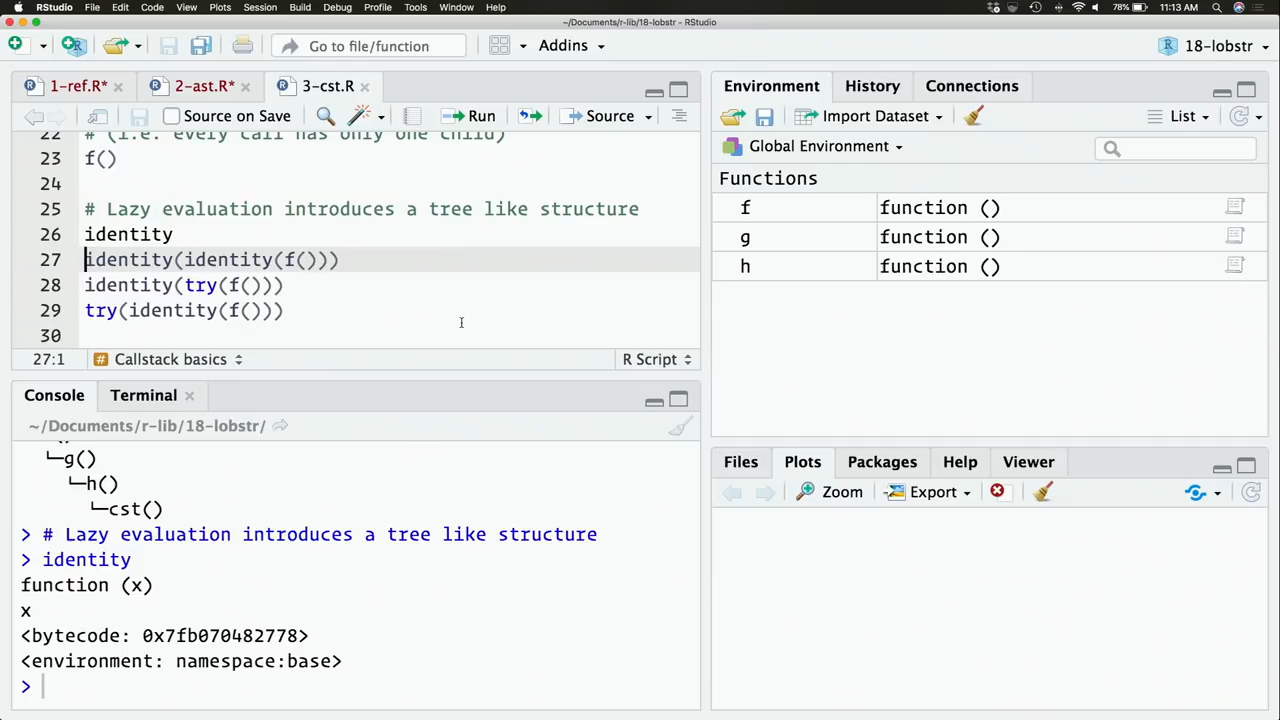 RStudio File Edit Code View Plots Session Build Debug Profile Tools Window Help 78% 11:13 AM
~/Documents/r-lib/18-lobstr - RStudio
Go to file/function Addins 18-lobstr
1-ref.R* 2-ast.R* 3-cst.R
Source on Save Run Source
22 # (i.e. every call has only one child)
23 f()
24
25 # Lazy evaluation introduces a tree like structure
26 identity
27 identity(identity(f()))
28 identity(try(f()))
29 try(identity(f()))
30
27:1 # Callstack basics R Script
Console Terminal
~/Documents/r-lib/18-lobstr/
└─g()
└─h()
└─cst()
> # Lazy evaluation introduces a tree like structure
> identity
function (x)
x
<bytecode: 0x7fb070482778>
<environment: namespace:base>
>
Environment History Connections
Import Dataset List
Global Environment
Functions
f function ()
g function ()
h function ()
Files Plots Packages Help Viewer
Zoom Export